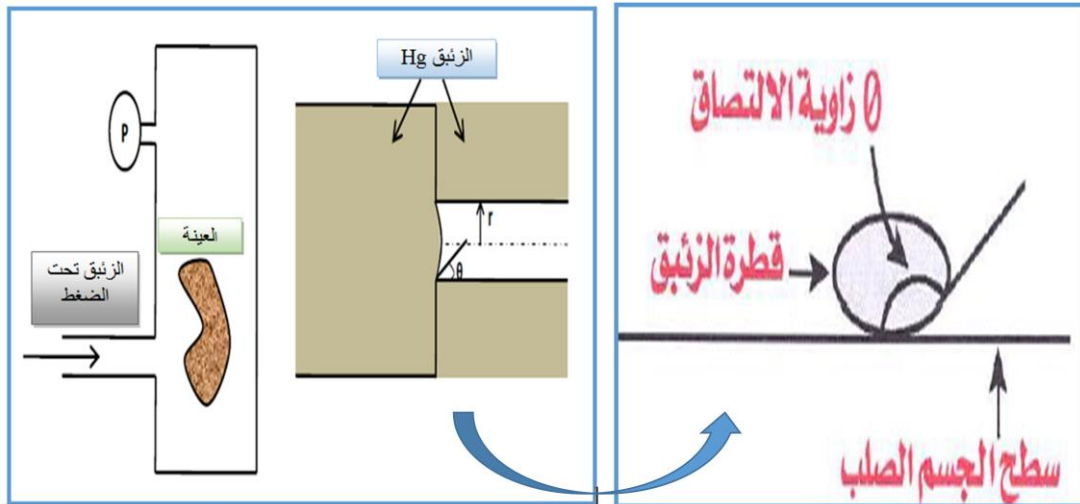 الزئبق Hg
P
العينة
الزئبق تحت
الضغط
r
θ
θ زاوية الالتصاق
قطرة الزئبق
سطح الجسم الصلب